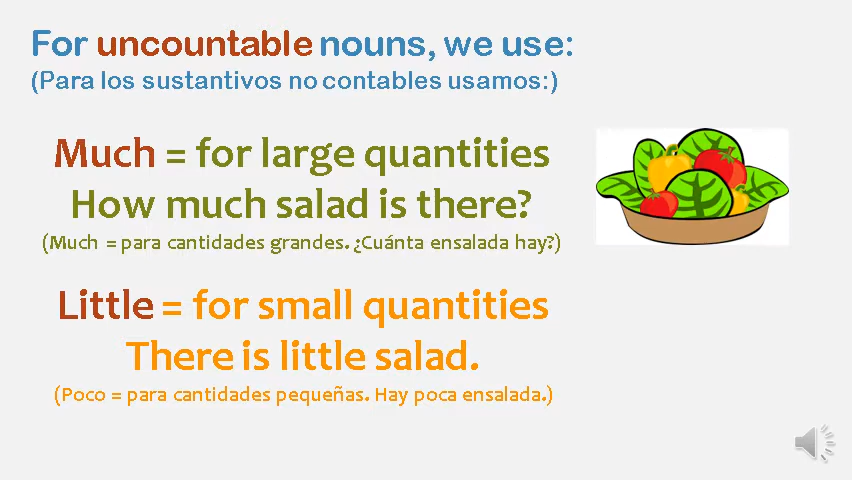 For uncountable nouns, we use:
(Para los sustantivos no contables usamos:)
Much = for large quantities
How much salad is there?
(Much = para cantidades grandes. ¿Cuánta ensalada hay?)
Little = for small quantities
There is little salad.
(Poco = para cantidades pequeñas. Hay poca ensalada.)